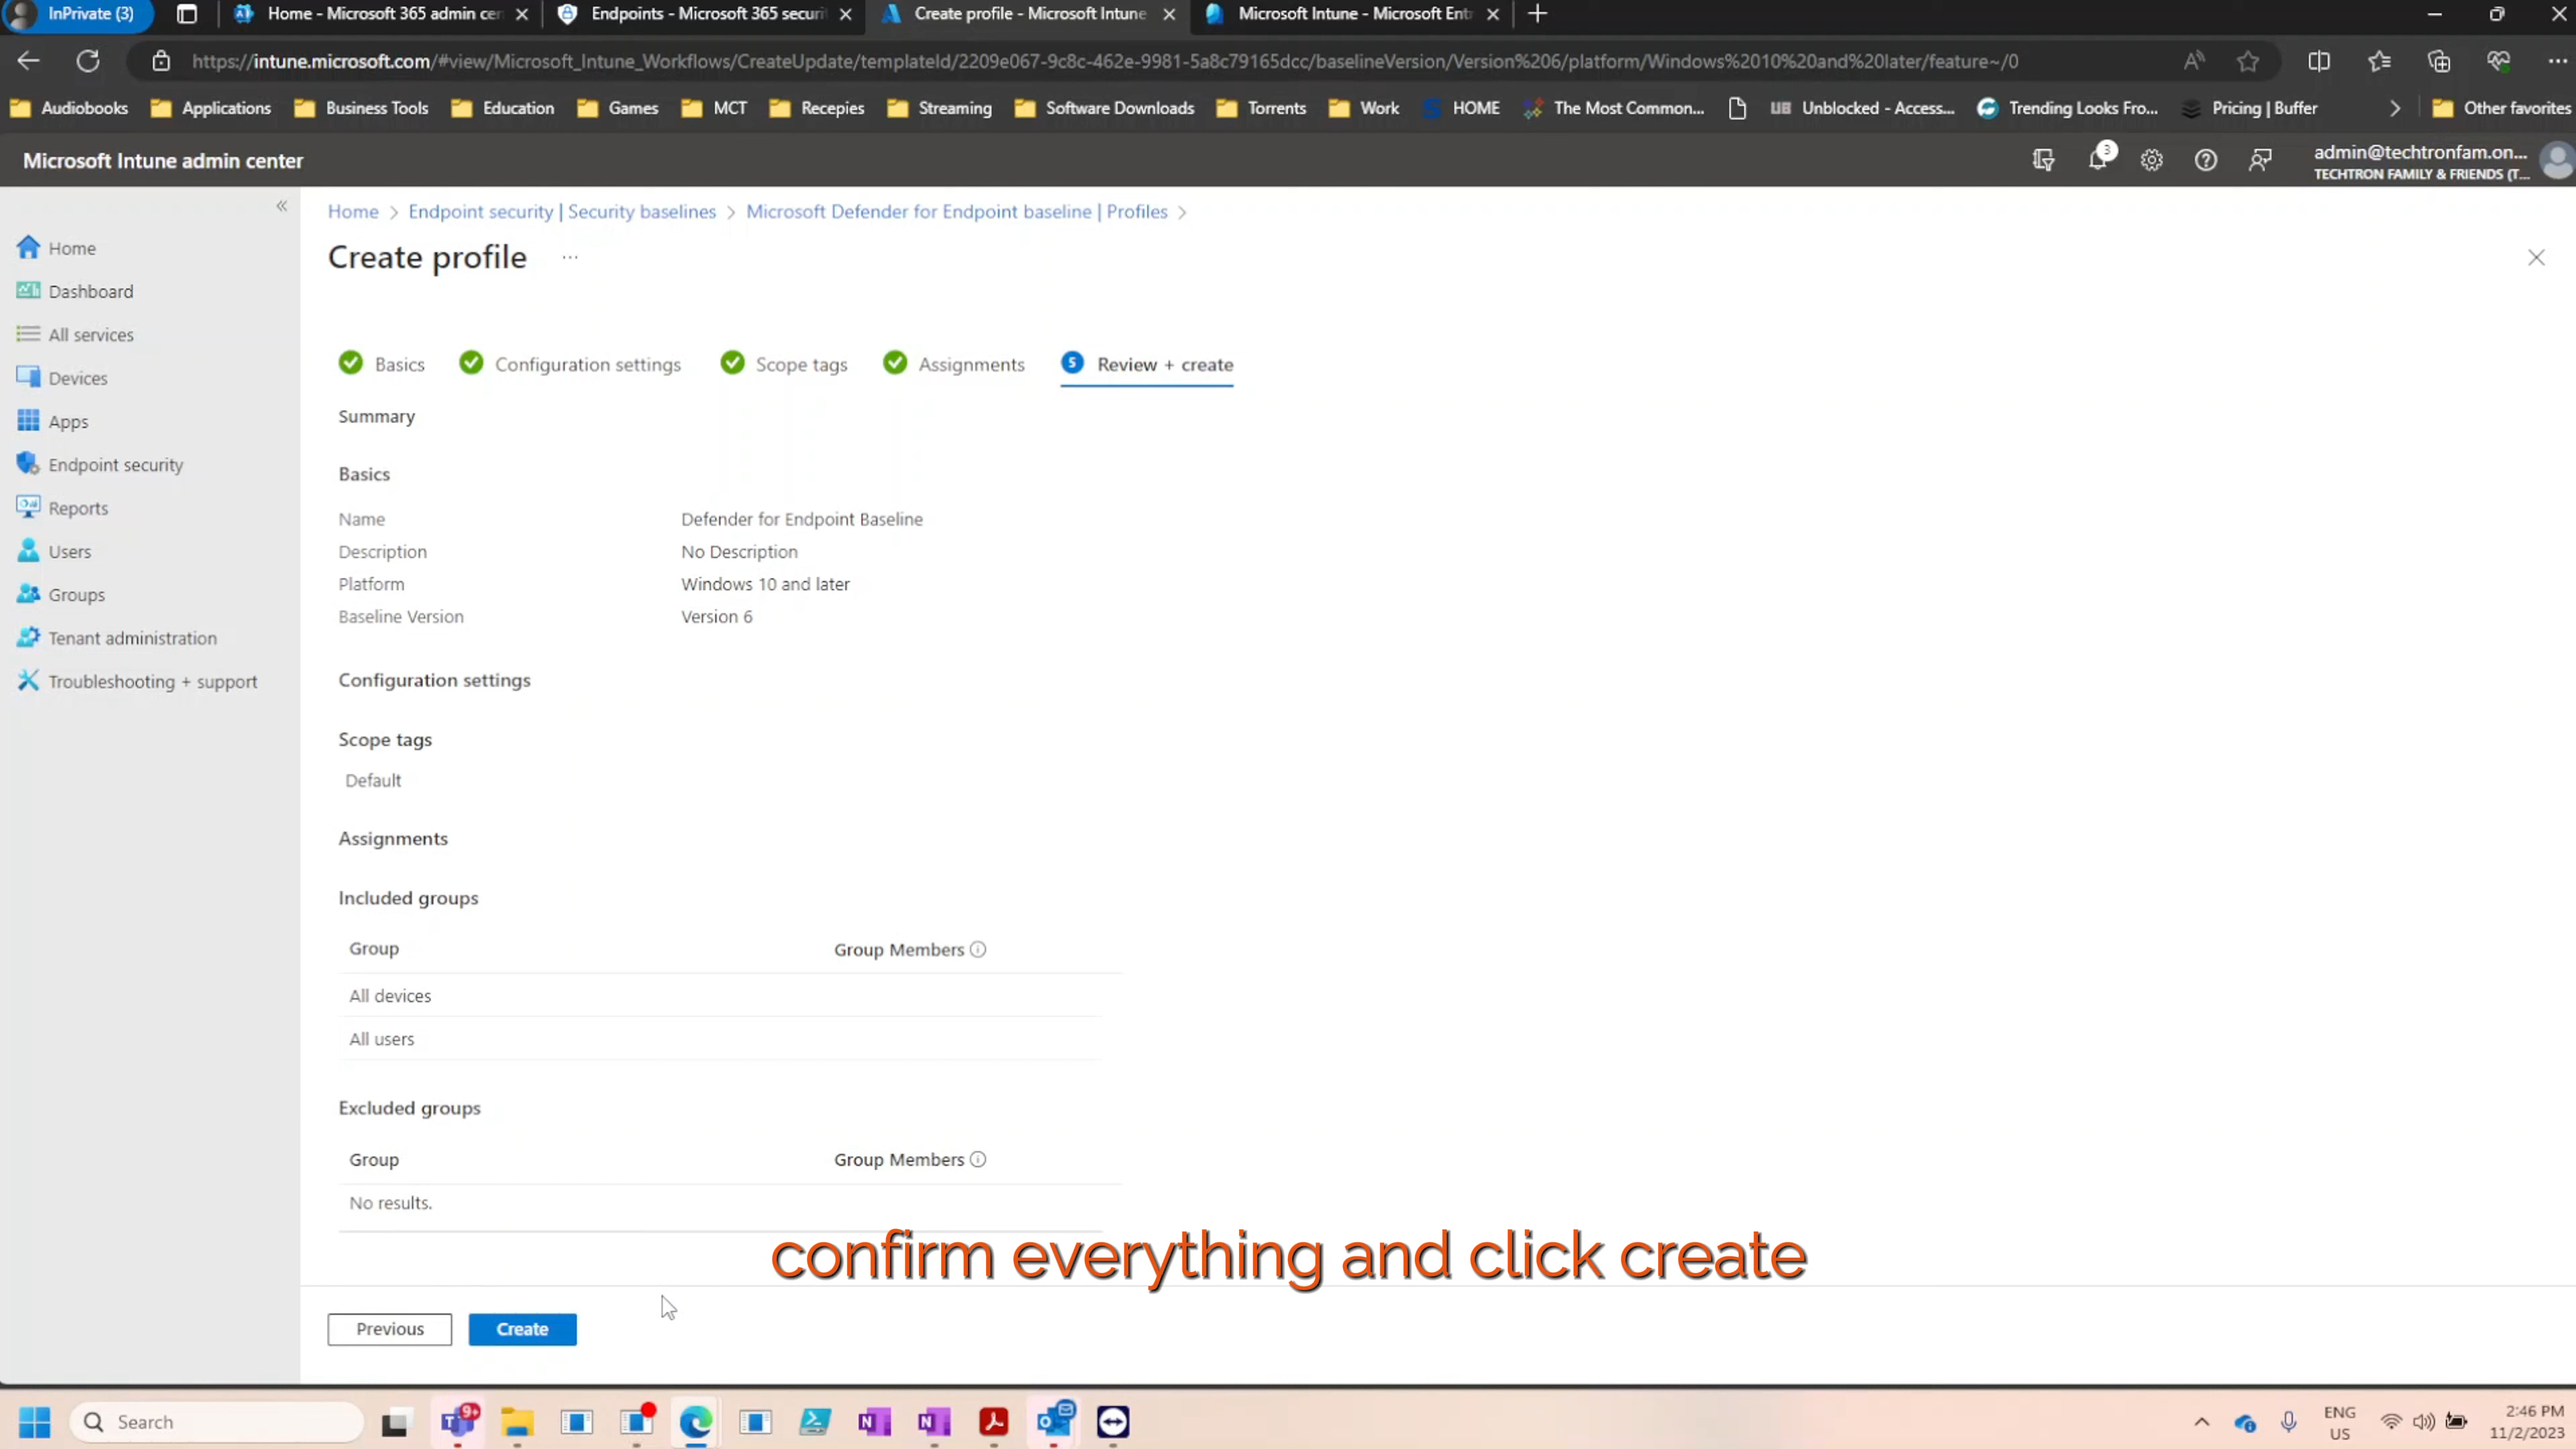 InPrivate (3)
Home - Microsoft 365 admin cen
Endpoints - Microsoft 365 securit
Create profile - Microsoft Intune
Microsoft Intune - Microsoft Entr
https://intune.microsoft.com/#view/Microsoft_Intune_Workflows/CreateUpdate/templateId/2209e067-9c8c-462e-9981-5a8c79165dcc/baselineVersion/Version%206/platform/Windows%2010%20and%20later/feature~/0
Audiobooks
Applications
Business Tools
Education
Games
MCT
Recepies
Streaming
Software Downloads
Torrents
Work
HOME
The Most Common...
UB Unblocked - Access...
Trending Looks Fro...
Pricing | Buffer
Other favorites
Microsoft Intune admin center
3
admin@techtronfam.on...
TECHTRON FAMILY & FRIENDS (T...
Home
Dashboard
All services
Devices
Apps
Endpoint security
Reports
Users
Groups
Tenant administration
Troubleshooting + support
Home > Endpoint security | Security baselines > Microsoft Defender for Endpoint baseline | Profiles >
Create profile ...
Basics
Configuration settings
Scope tags
Assignments
5 Review + create
Summary
Basics
Name Defender for Endpoint Baseline
Description No Description
Platform Windows 10 and later
Baseline Version Version 6
Configuration settings
Scope tags
Default
Assignments
Included groups
Group Group Members
All devices
All users
Excluded groups
Group Group Members
No results.
confirm everything and click create
Previous
Create
Search
9+
ENG
US
2:46 PM
11/2/2023